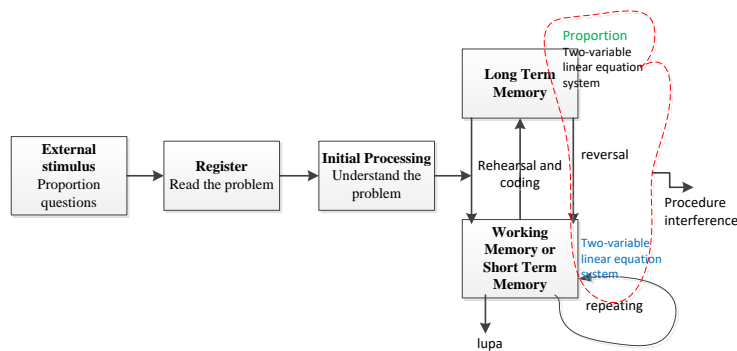 Proportion
Two-variable
linear equation
system
Long Term
Memory
External
stimulus
Proportion
questions
Register
Read the problem
Initial Processing
Understand the
problem
Rehearsal and
coding
reversal
Procedure
interference
Working
Memory or
Short Term
Memory
Two-variable
linear equation
system
repeating
lupa